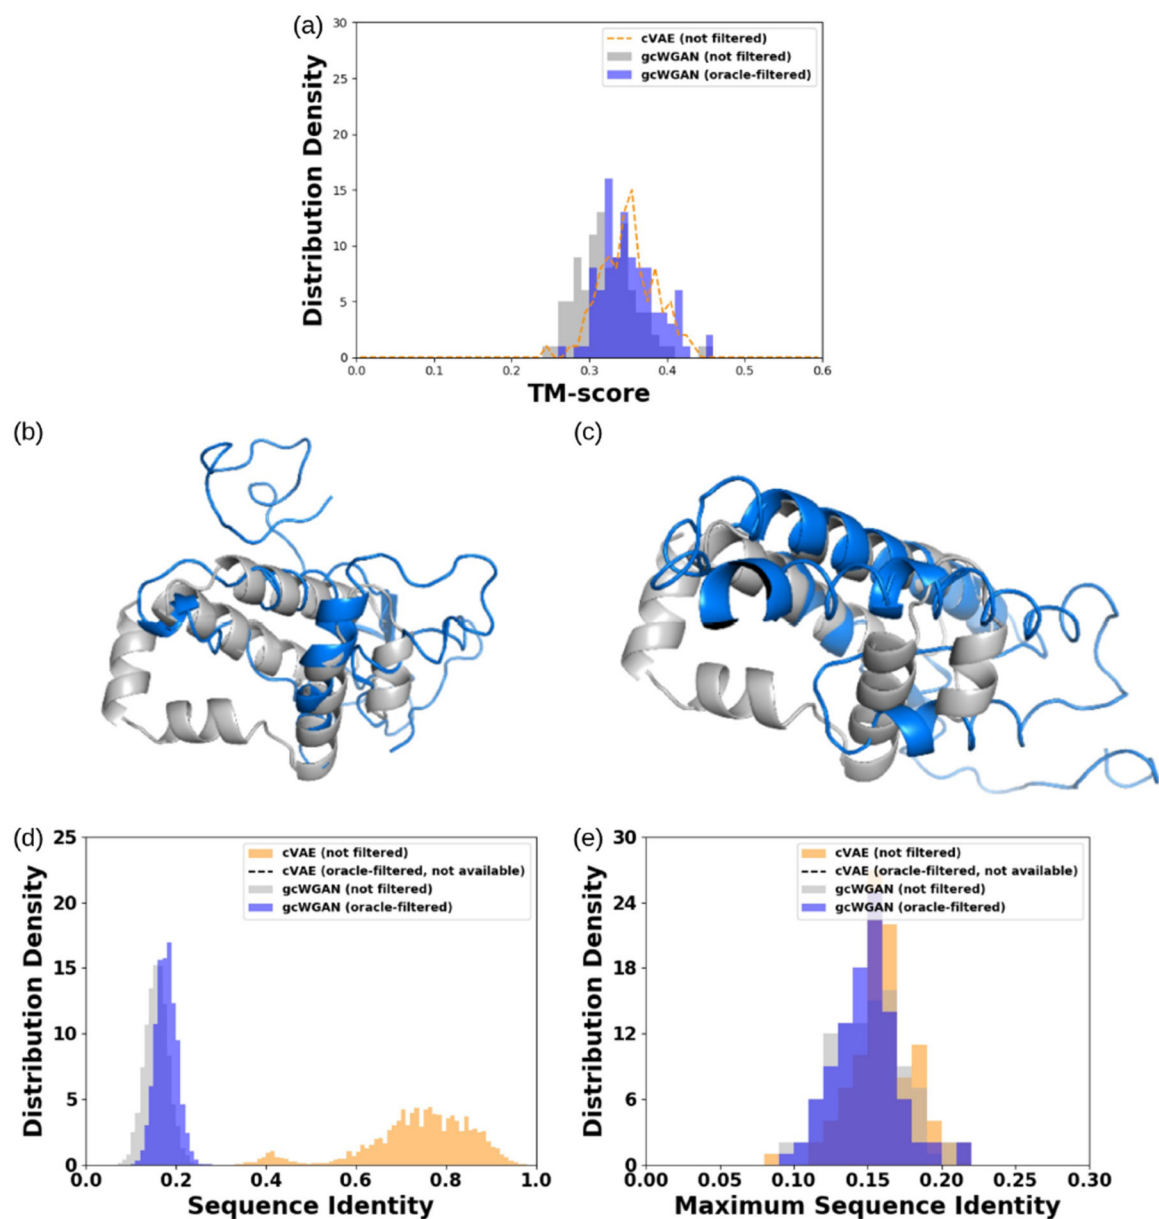 (a)
30
25
20
15
10
5
0
Distribution Density
cVAE (not filtered)
gcWGAN (not filtered)
gcWGAN (oracle-filtered)
0.0 0.1 0.2 0.3 0.4 0.5 0.6
TM-score
(b)
(c)
(d)
25
20
15
10
5
0
Distribution Density
cVAE (not filtered)
cVAE (oracle-filtered, not available)
gcWGAN (not filtered)
gcWGAN (oracle-filtered)
0.0 0.2 0.4 0.6 0.8 1.0
Sequence Identity
(e)
30
24
18
12
6
0
Distribution Density
cVAE (not filtered)
cVAE (oracle-filtered, not available)
gcWGAN (not filtered)
gcWGAN (oracle-filtered)
0.00 0.05 0.10 0.15 0.20 0.25 0.30
Maximum Sequence Identity